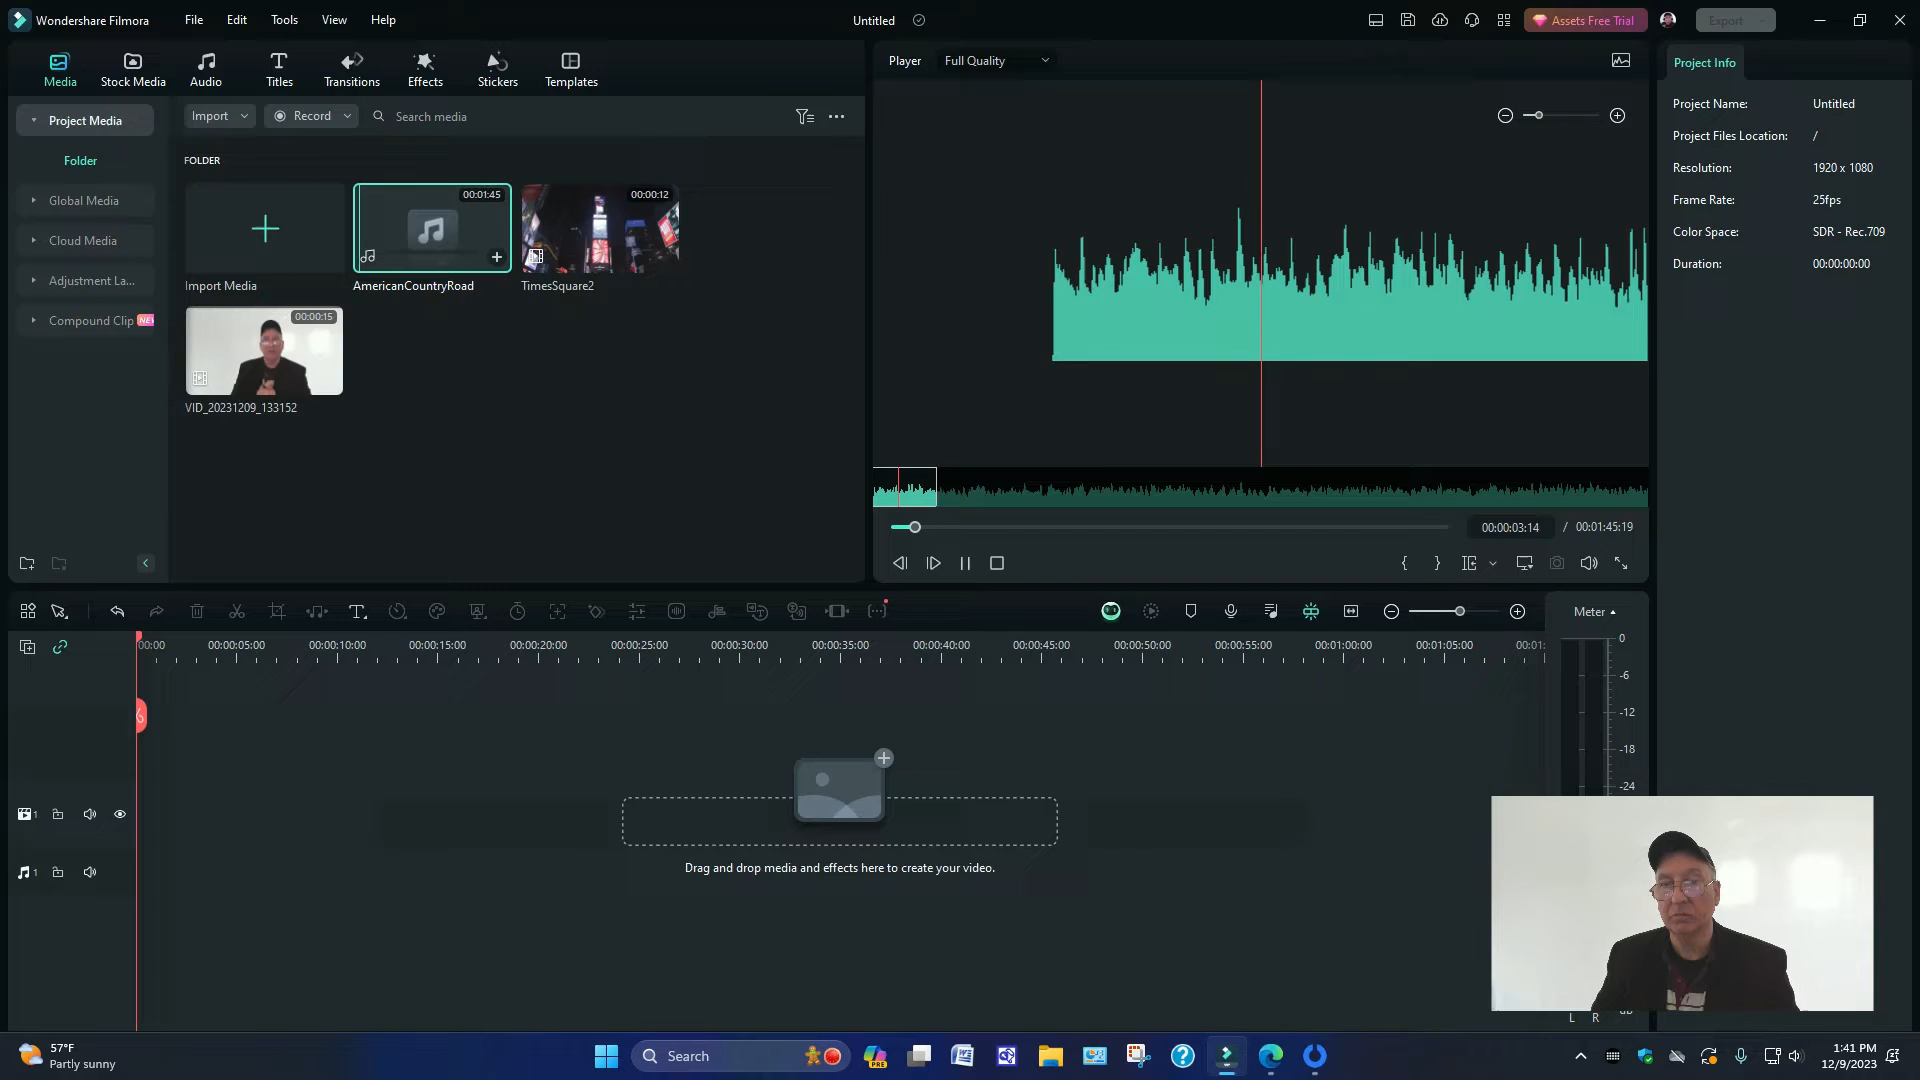 Wondershare Filmora
File
Edit
Tools
View
Help
Untitled
Assets Free Trial
Export
Media
Stock Media
Audio
Titles
Transitions
Effects
Stickers
Templates
Player
Full Quality
Project Info
Project Media
Import
Record
Search media
Project Name:
Untitled
Project Files Location:
/
Resolution:
1920 x 1080
Frame Rate:
25fps
Color Space:
SDR - Rec.709
Duration:
00:00:00:00
Folder
Global Media
Cloud Media
Adjustment La...
Compound Clip
NEW
FOLDER
00:01:45
00:00:12
Import Media
AmericanCountryRoad
TimesSquare2
00:00:15
VID_20231209_133152
00:00:03:14
/
00:01:45:19
Meter
00:00
00:00:05:00
00:00:10:00
00:00:15:00
00:00:20:00
00:00:25:00
00:00:30:00
00:00:35:00
00:00:40:00
00:00:45:00
00:00:50:00
00:00:55:00
00:01:00:00
00:01:05:00
00:01:
0
-6
-12
-18
-24
1
1
Drag and drop media and effects here to create your video.
L
R
dB
57°F
Partly sunny
Search
PRE
1:41 PM
12/9/2023